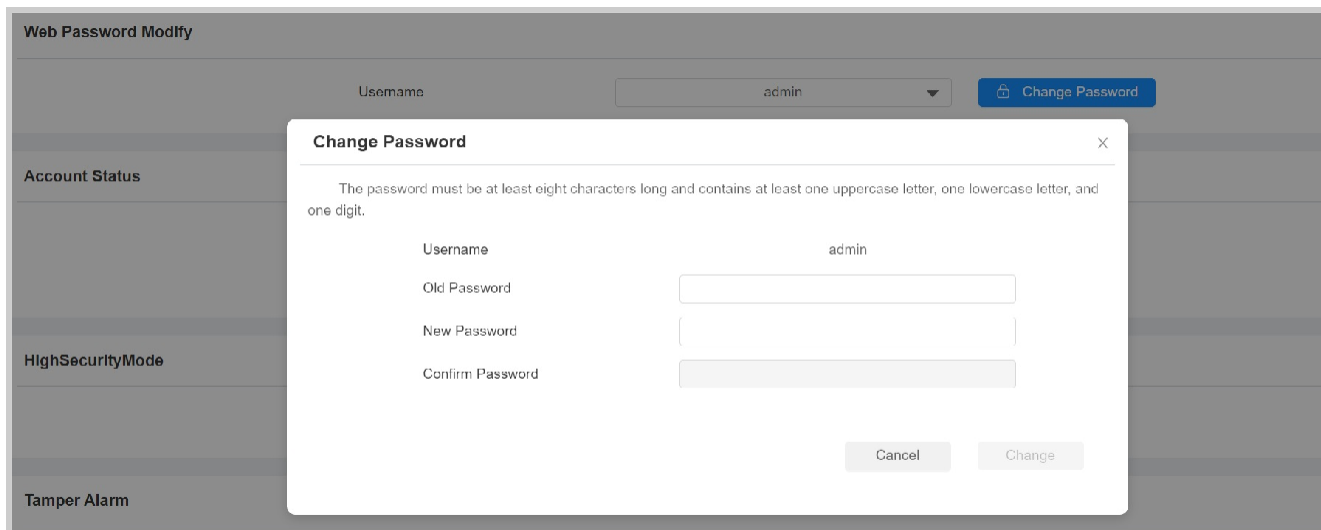 Web Password Modify
Username admin Change Password
Change Password
Account Status
The password must be at least eight characters long and contains at least one uppercase letter, one lowercase letter, and
one digit.
Username admin
Old Password
New Password
HighSecurityMode
Confirm Password
Cancel Change
Tamper Alarm